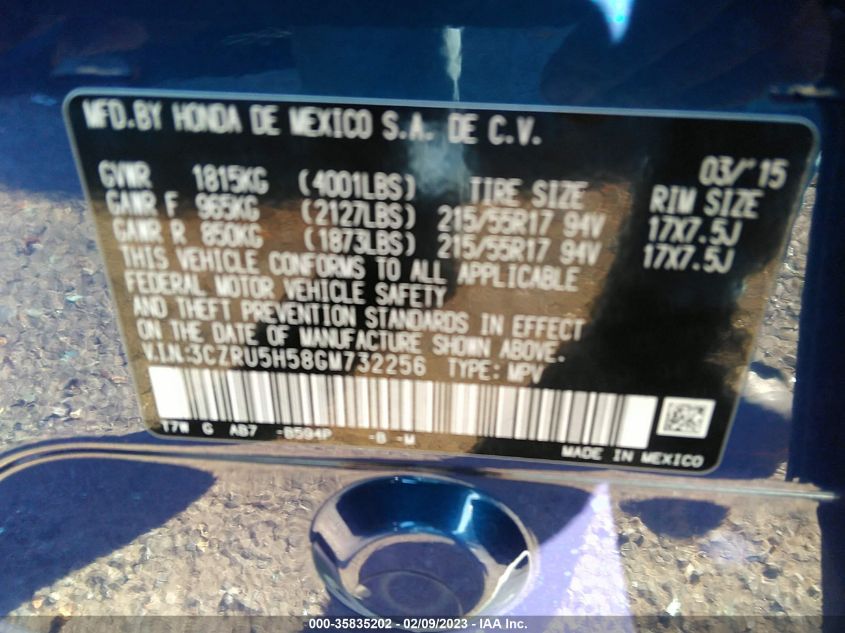 MFD.BY HONDA DE MEXICO S.A. DE C.V.
03/'15
GVWR 1815KG (4001LBS) TIRE SIZE RIM SIZE
GAWR F 965KG (2127LBS) 215/55R17 94V 17X7.5J
GAWR R 850KG (1873LBS) 215/55R17 94V 17X7.5J
THIS VEHICLE CONFORMS TO ALL APPLICABLE
FEDERAL MOTOR VEHICLE SAFETY
AND THEFT PREVENTION STANDARDS IN EFFECT
ON THE DATE OF MANUFACTURE SHOWN ABOVE.
V.I.N:3CZRU5H58GM732256 TYPE: MPV
T7W G AB7 -B594P -B -M
MADE IN MEXICO
000-35835202 - 02/09/2023 - IAA Inc.